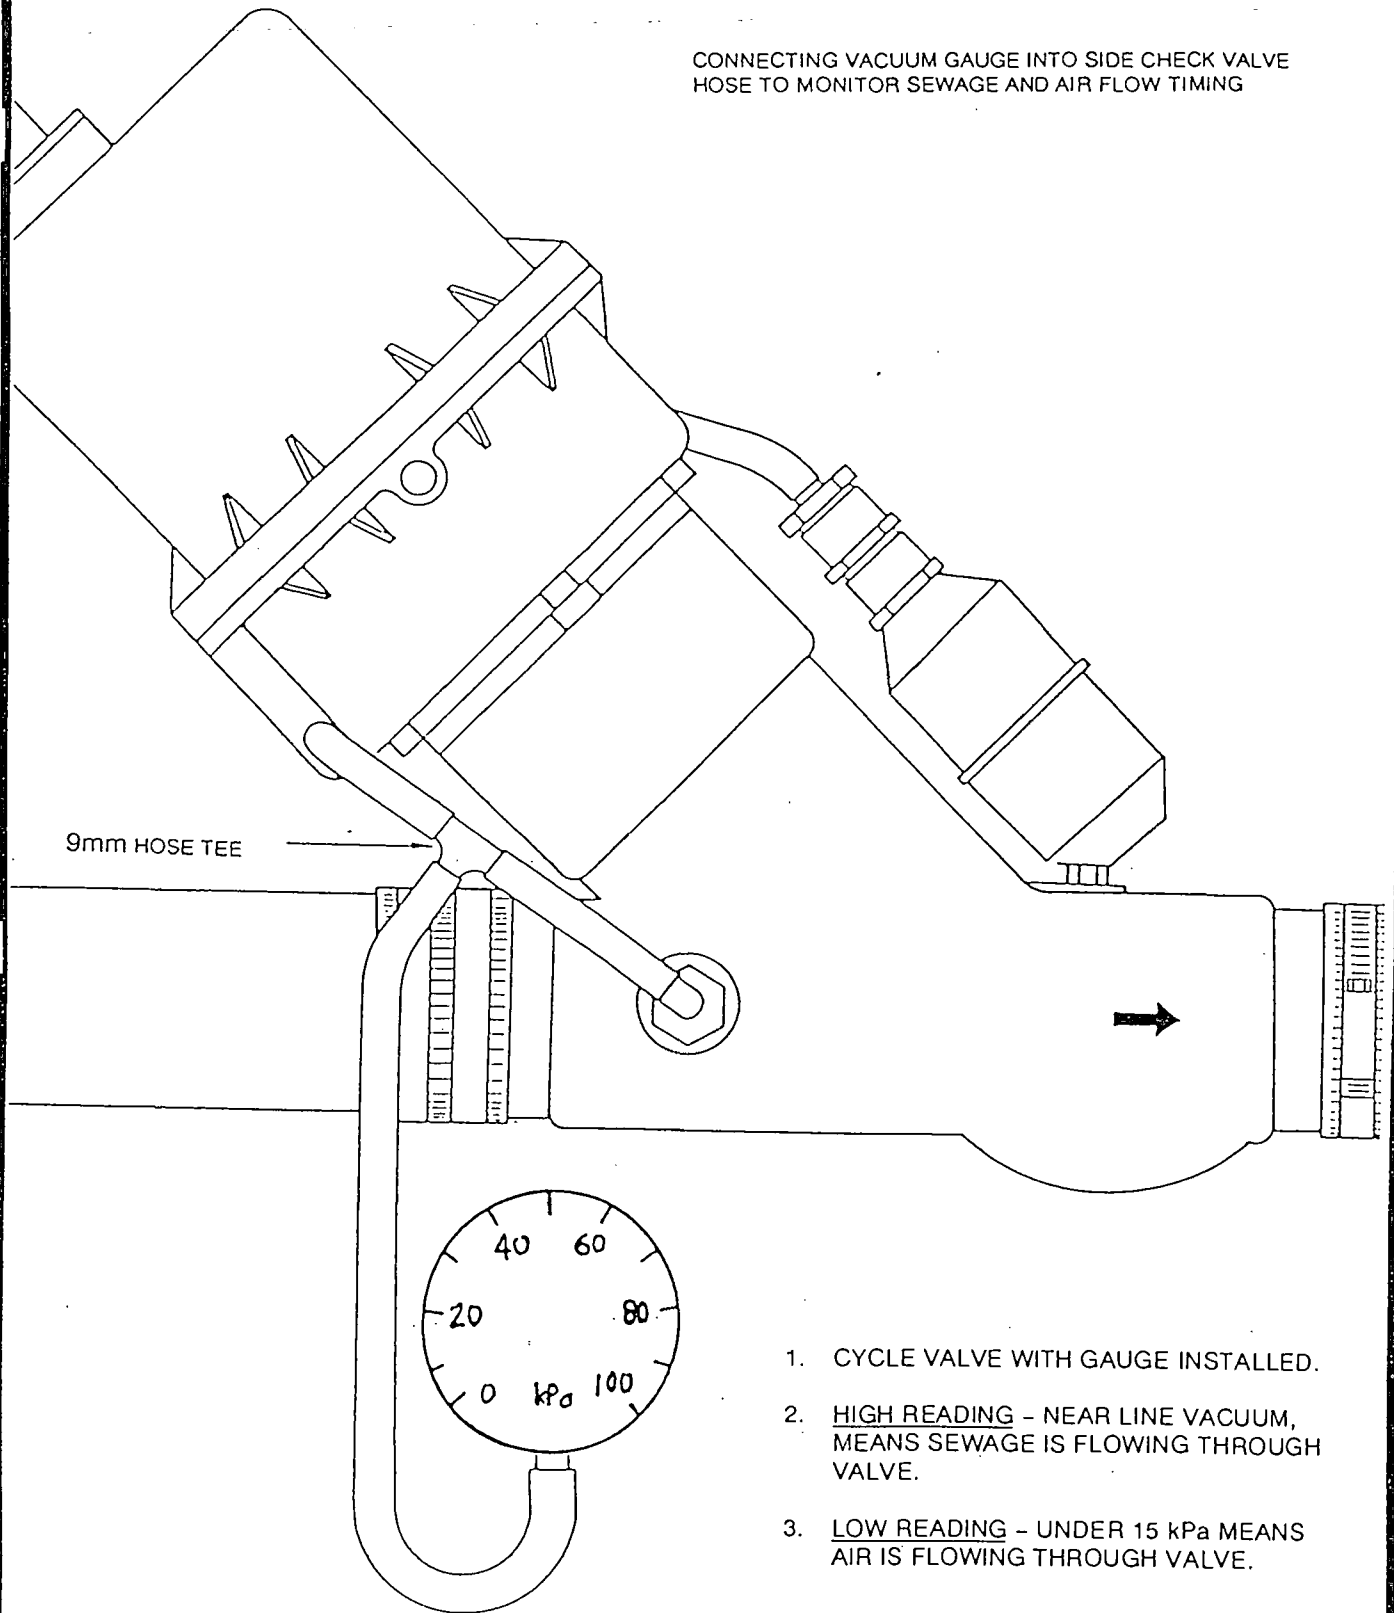 CONNECTING VACUUM GAUGE INTO SIDE CHECK VALVE
HOSE TO MONITOR SEWAGE AND AIR FLOW TIMING
9mm HOSE TEE
40 60
20 80
0 kPa 100
1. CYCLE VALVE WITH GAUGE INSTALLED.
2. HIGH READING – NEAR LINE VACUUM,
MEANS SEWAGE IS FLOWING THROUGH
VALVE.
3. LOW READING – UNDER 15 kPa MEANS
AIR IS FLOWING THROUGH VALVE.